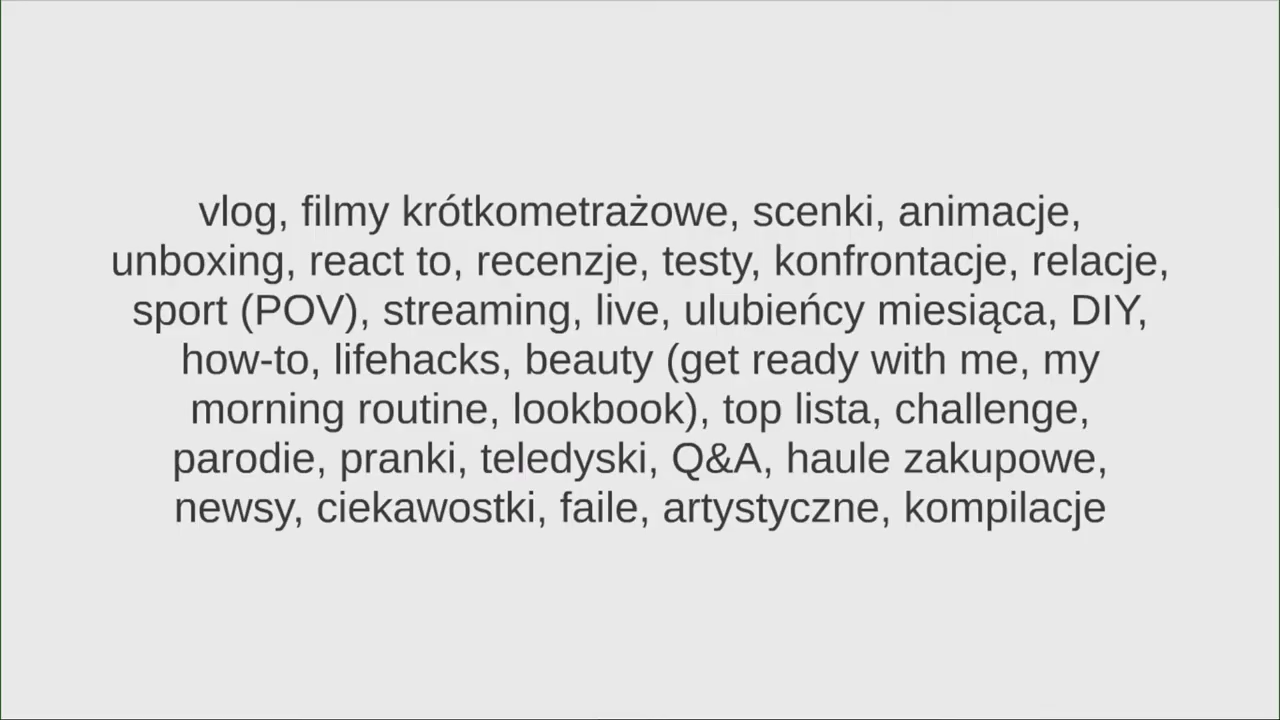 vlog, filmy krótkometrażowe, scenki, animacje,
unboxing, react to, recenzje, testy, konfrontacje, relacje,
sport (POV), streaming, live, ulubieńcy miesiąca, DIY,
how-to, lifehacks, beauty (get ready with me, my
morning routine, lookbook), top lista, challenge,
parodie, pranki, teledyski, Q&A, haule zakupowe,
newsy, ciekawostki, faile, artystyczne, kompilacje